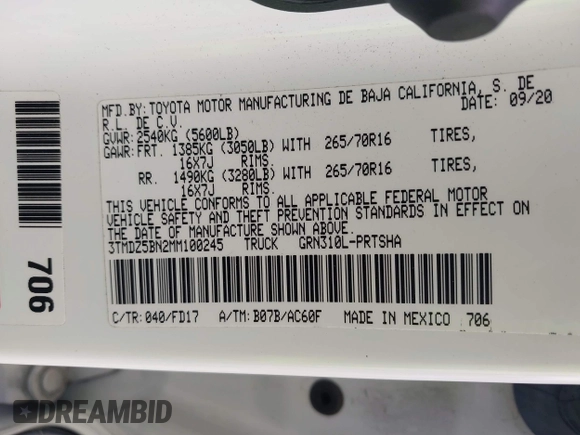 MFD.BY:TOYOTA MOTOR MANUFACTURING DE BAJA CALIFORNIA, S. DE
R.L. DE C.V. DATE: 09/20
GVWR: 2540KG (5600LB)
GAWR:FRT. 1385KG (3050LB) WITH 265/70R16 TIRES,
16X7J RIMS.
RR. 1490KG (3280LB) WITH 265/70R16 TIRES,
16X7J RIMS.
THIS VEHICLE CONFORMS TO ALL APPLICABLE FEDERAL MOTOR
VEHICLE SAFETY AND THEFT PREVENTION STANDARDS IN EFFECT ON
THE DATE OF MANUFACTURE SHOWN ABOVE.
3TMDZ5BN2MM100245 TRUCK GRN310L-PRTSHA
C/TR: 040/FD17 A/TM: B07B/AC60F MADE IN MEXICO 706
706
DREAMBID